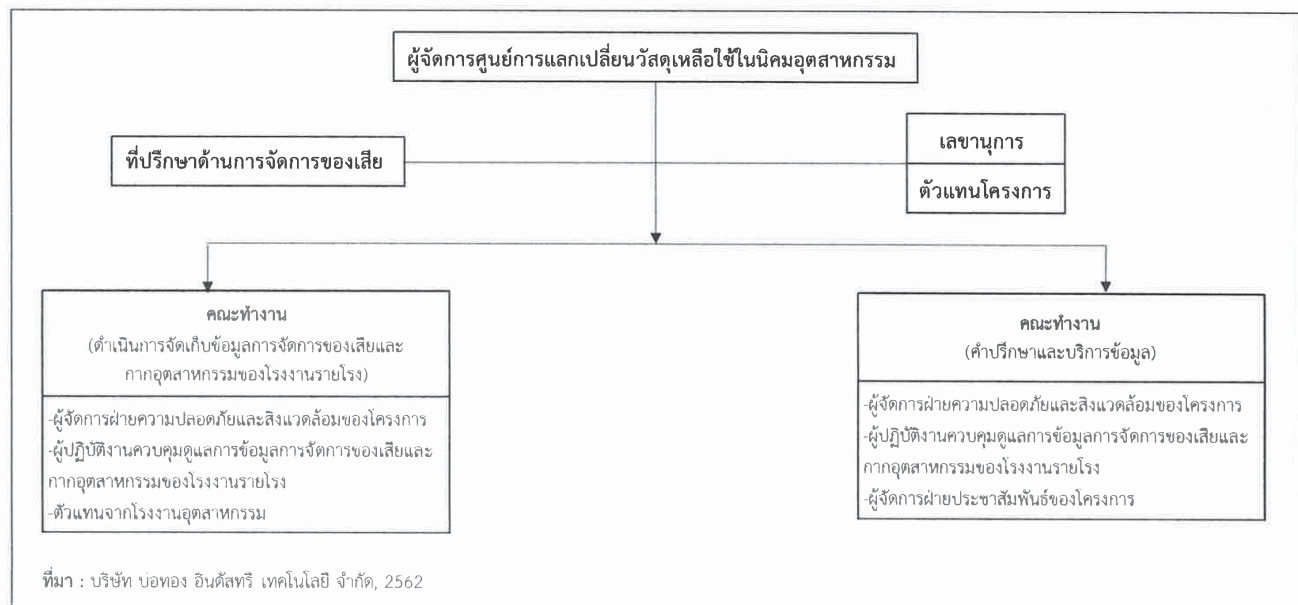 ผู้จัดการศูนย์การแลกเปลี่ยนวัสดุเหลือใช้ในนิคมอุตสาหกรรม
ที่ปรึกษาด้านการจัดการของเสีย
เลขานุการ
ตัวแทนโครงการ
คณะทำงาน
(ดำเนินการจัดเก็บข้อมูลการจัดการของเสียและ
กากอุตสาหกรรมของโรงงานรายโรง)
-ผู้จัดการฝ่ายความปลอดภัยและสิ่งแวดล้อมของโครงการ
-ผู้ปฏิบัติงานควบคุมดูแลการข้อมูลการจัดการของเสียและ
กากอุตสาหกรรมของโรงงานรายโรง
-ตัวแทนจากโรงงานอุตสาหกรรม
คณะทำงาน
(คำปรึกษาและบริการข้อมูล)
-ผู้จัดการฝ่ายความปลอดภัยและสิ่งแวดล้อมของโครงการ
-ผู้ปฏิบัติงานควบคุมดูแลการข้อมูลการจัดการของเสียและ
กากอุตสาหกรรมของโรงงานรายโรง
-ผู้จัดการฝ่ายประชาสัมพันธ์ของโครงการ
ที่มา : บริษัท บ่อทอง อินดัสทรี เทคโนโลยี จำกัด, 2562